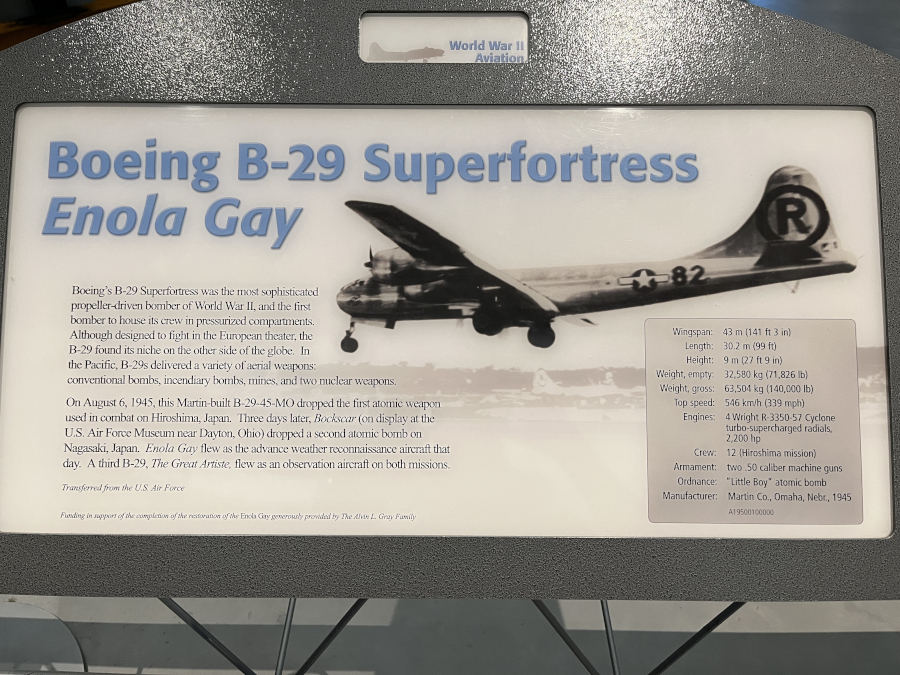 World War II
Aviation
Boeing B-29 Superfortress
Enola Gay
R
82
Boeing's B-29 Superfortress was the most sophisticated
propeller-driven bomber of World War II, and the first
bomber to house its crew in pressurized compartments.
Although designed to fight in the European theater, the
B-29 found its niche on the other side of the globe. In
the Pacific, B-29s delivered a variety of aerial weapons:
conventional bombs, incendiary bombs, mines, and two nuclear weapons.
On August 6, 1945, this Martin-built B-29-45-MO dropped the first atomic weapon
used in combat on Hiroshima, Japan. Three days later, Bockscar (on display at the
U.S. Air Force Museum near Dayton, Ohio) dropped a second atomic bomb on
Nagasaki, Japan. Enola Gay flew as the advance weather reconnaissance aircraft that
day. A third B-29, The Great Artiste, flew as an observation aircraft on both missions.
Transferred from the U.S. Air Force
Funding in support of the completion of the restoration of the Enola Gay generously provided by The Alvin L. Gray Family
Wingspan: 43 m (141 ft 3 in)
Length: 30.2 m (99 ft)
Height: 9 m (27 ft 9 in)
Weight, empty: 32,580 kg (71,826 lb)
Weight, gross: 63,504 kg (140,000 lb)
Top speed: 546 km/h (339 mph)
Engines: 4 Wright R-3350-57 Cyclone
turbo-supercharged radials,
2,200 hp
Crew: 12 (Hiroshima mission)
Armament: two .50 caliber machine guns
Ordnance: "Little Boy" atomic bomb
Manufacturer: Martin Co., Omaha, Nebr., 1945
A19500100000